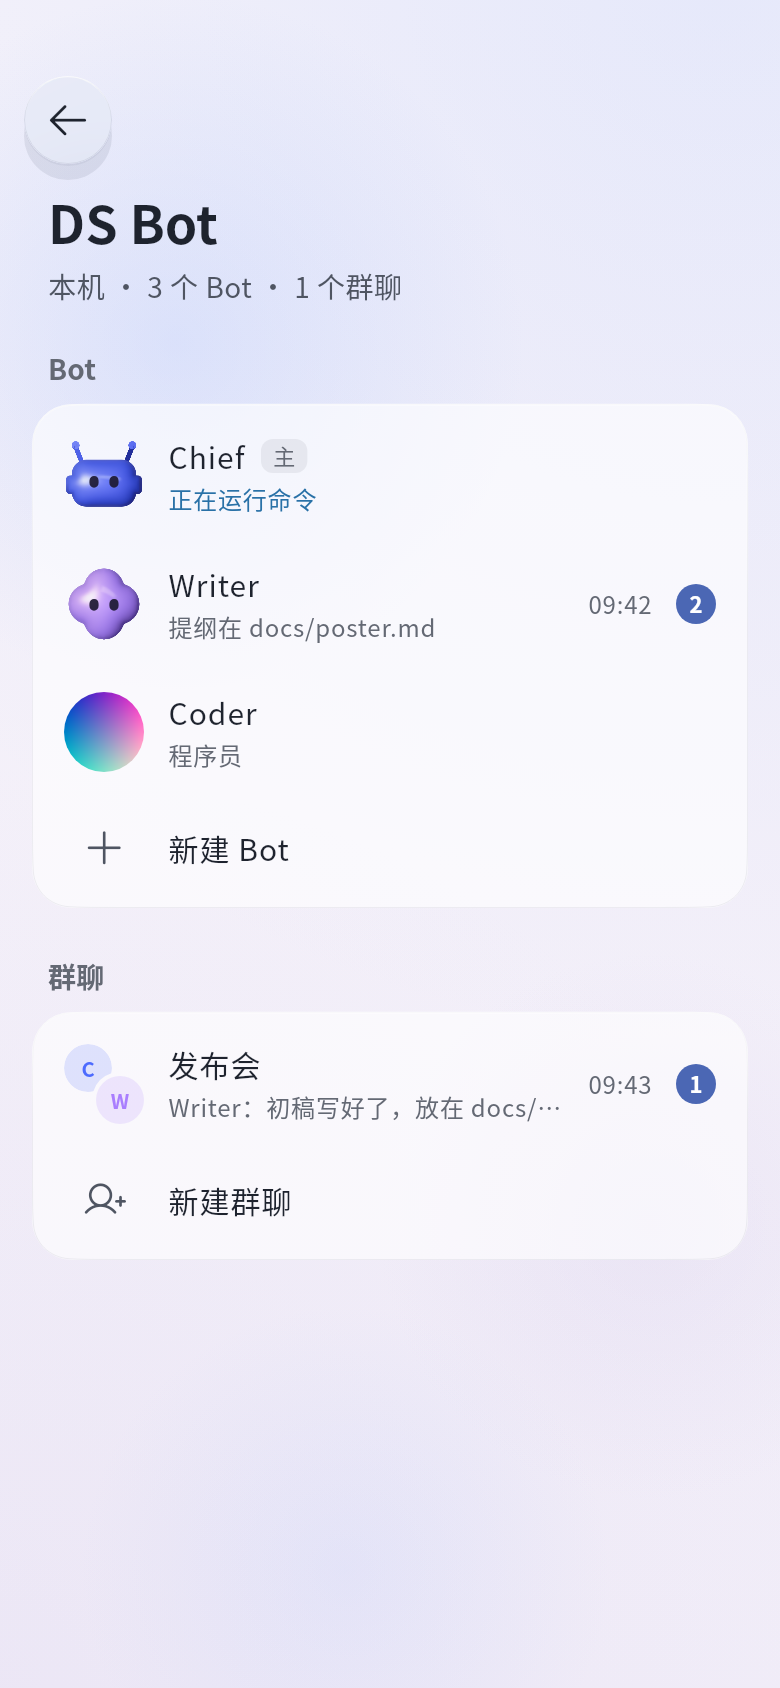 DS Bot
本机 · 3 个 Bot · 1 个群聊
Bot
Chief 主
正在运行命令
Writer
提纲在 docs/poster.md
09:42 2
Coder
程序员
新建 Bot
群聊
C
W
发布会
Writer：初稿写好了，放在 docs/…
09:43 1
新建群聊